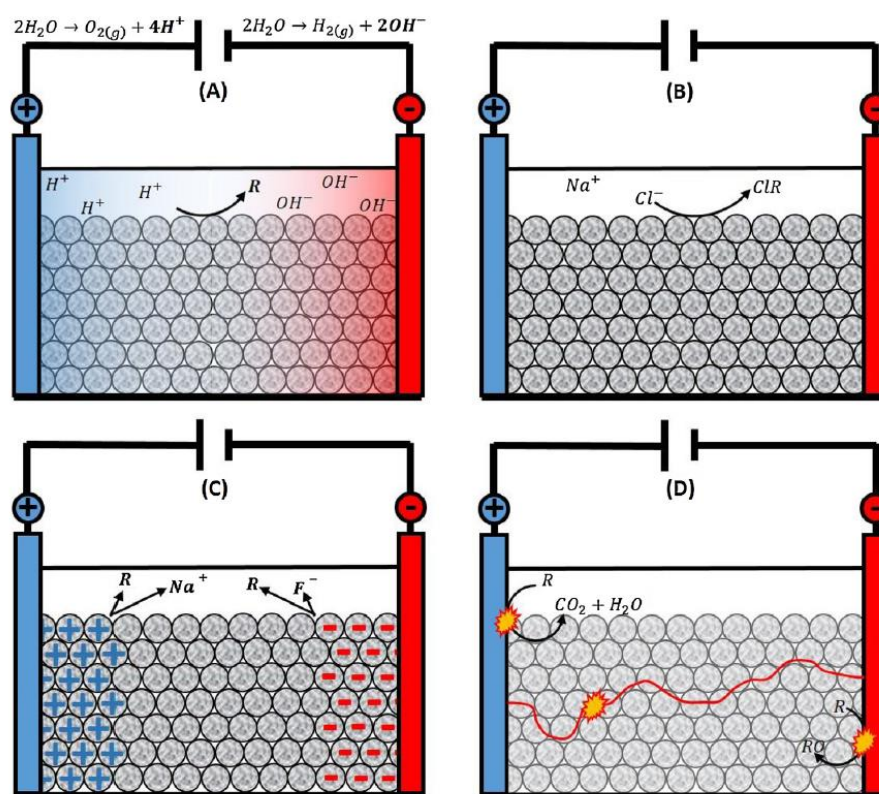 2H₂O → O₂(g) + 4H⁺
2H₂O → H₂(g) + 2OH⁻
(A)
+
-
H⁺
H⁺
H⁺
R
OH⁻
OH⁻
OH⁻
(B)
+
-
Na⁺
Cl⁻
ClR
(C)
+
-
R
Na⁺
R
F⁻
(D)
+
-
R
CO₂ + H₂O
R
RO